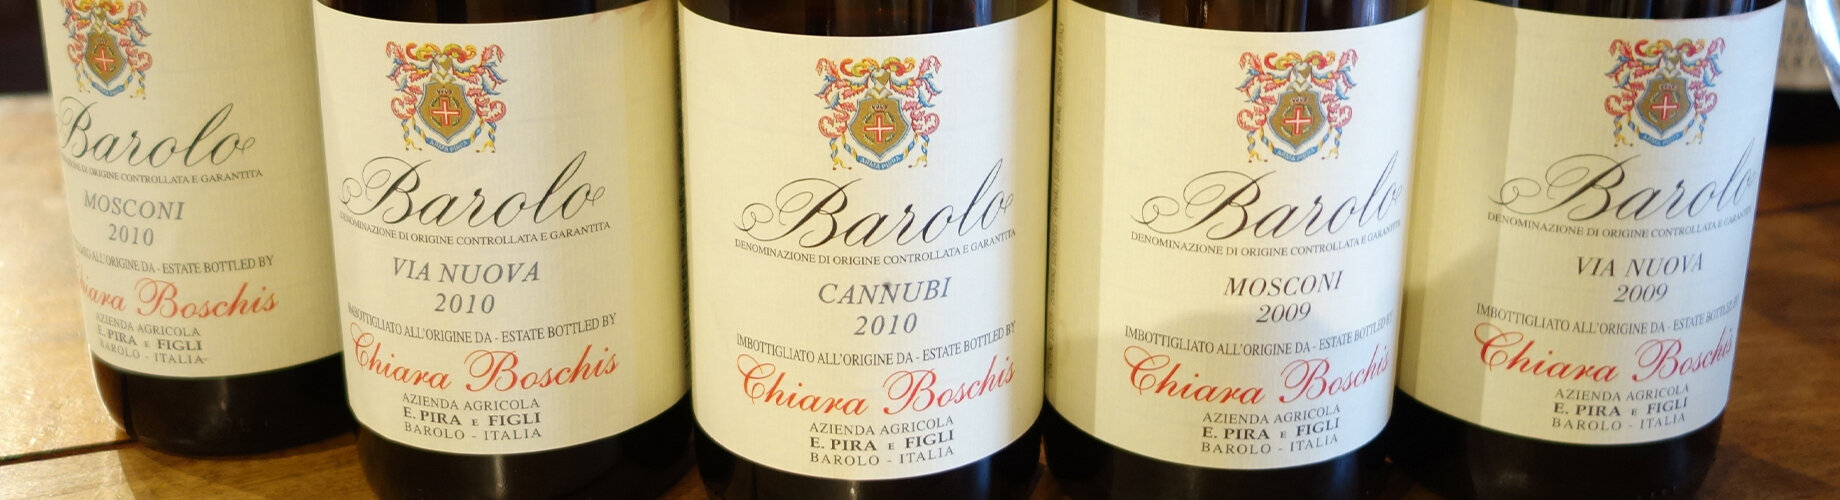 Barolo
DENOMINAZIONE DI ORIGINE CONTROLLATA E GARANTITA
MOSCONI
2010
ALL'ORIGINE DA - ESTATE BOTTLED BY
Chiara Boschis
AZIENDA AGRICOLA
E. PIRA E FIGLI
BAROLO - ITALIA
Barolo
DENOMINAZIONE DI ORIGINE CONTROLLATA E GARANTITA
VIA NUOVA
2010
IMBOTTIGLIATO ALL'ORIGINE DA - ESTATE BOTTLED BY
Chiara Boschis
AZIENDA AGRICOLA
E. PIRA E FIGLI
BAROLO - ITALIA
Barolo
DENOMINAZIONE DI ORIGINE CONTROLLATA E GARANTITA
CANNUBI
2010
IMBOTTIGLIATO ALL'ORIGINE DA - ESTATE BOTTLED BY
Chiara Boschis
AZIENDA AGRICOLA
E. PIRA E FIGLI
BAROLO - ITALIA
Barolo
DENOMINAZIONE DI ORIGINE CONTROLLATA E GARANTITA
MOSCONI
2009
IMBOTTIGLIATO ALL'ORIGINE DA - ESTATE BOTTLED BY
Chiara Boschis
AZIENDA AGRICOLA
E. PIRA E FIGLI
BAROLO - ITALIA
Barolo
DENOMINAZIONE DI ORIGINE CONTROLLATA E GARANTITA
VIA NUOVA
2009
IMBOTTIGLIATO ALL'ORIGINE DA - ESTATE BOTTLED BY
Chiara Boschis
AZIENDA AGRICOLA
E. PIRA E FIGLI
BAROLO - ITALIA